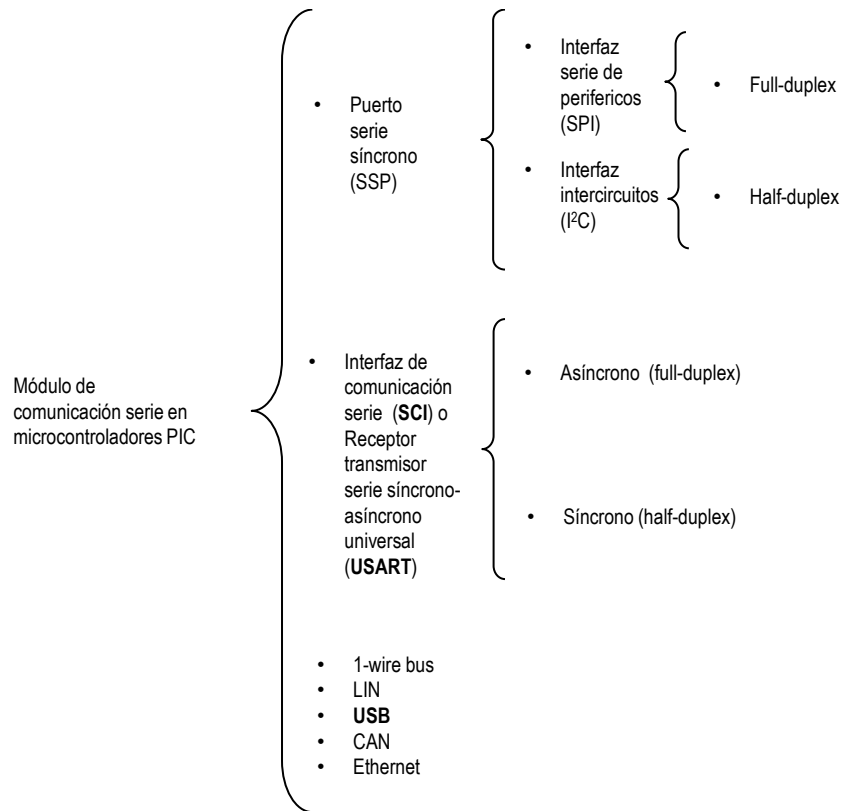 Módulo de
comunicación serie en
microcontroladores PIC
• Puerto
serie
síncrono
(SSP)
• Interfaz
serie de
perifericos
(SPI)
• Full-duplex
• Interfaz
intercircuitos
(I²C)
• Half-duplex
• Interfaz de
comunicación
serie (SCI) o
Receptor
transmisor
serie síncrono-
asíncrono
universal
(USART)
• Asíncrono (full-duplex)
• Síncrono (half-duplex)
• 1-wire bus
• LIN
• USB
• CAN
• Ethernet